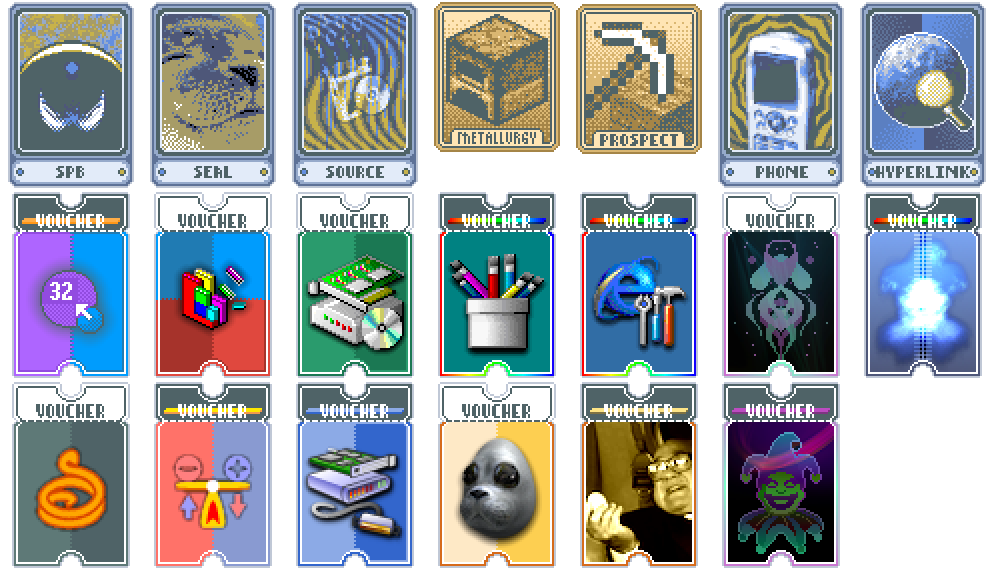 SPB
SEAL
SOURCE
METALLURGY
PROSPECT
PHONE
HYPERLINK
VOUCHER
VOUCHER
VOUCHER
VOUCHER
VOUCHER
VOUCHER
VOUCHER
32
VOUCHER
VOUCHER
VOUCHER
VOUCHER
VOUCHER
VOUCHER